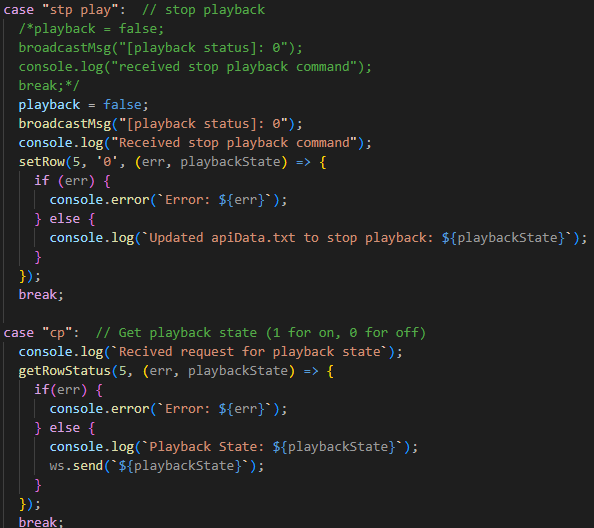 case "stp play":  // stop playback
  /*playback = false;
  broadcastMsg("[playback status]: 0");
  console.log("received stop playback command");
  break;*/
  playback = false;
  broadcastMsg("[playback status]: 0");
  console.log("Received stop playback command");
  setRow(5, '0', (err, playbackState) => {
    if (err) {
      console.error(`Error: ${err}`);
    } else {
      console.log(`Updated apiData.txt to stop playback: ${playbackState}`);
    }
  });
  break;

case "cp":  // Get playback state (1 for on, 0 for off)
  console.log(`Recived request for playback state`);
  getRowStatus(5, (err, playbackState) => {
    if(err) {
      console.error(`Error: ${err}`);
    } else {
      console.log(`Playback State: ${playbackState}`);
      ws.send(`${playbackState}`);
    }
  });
  break;